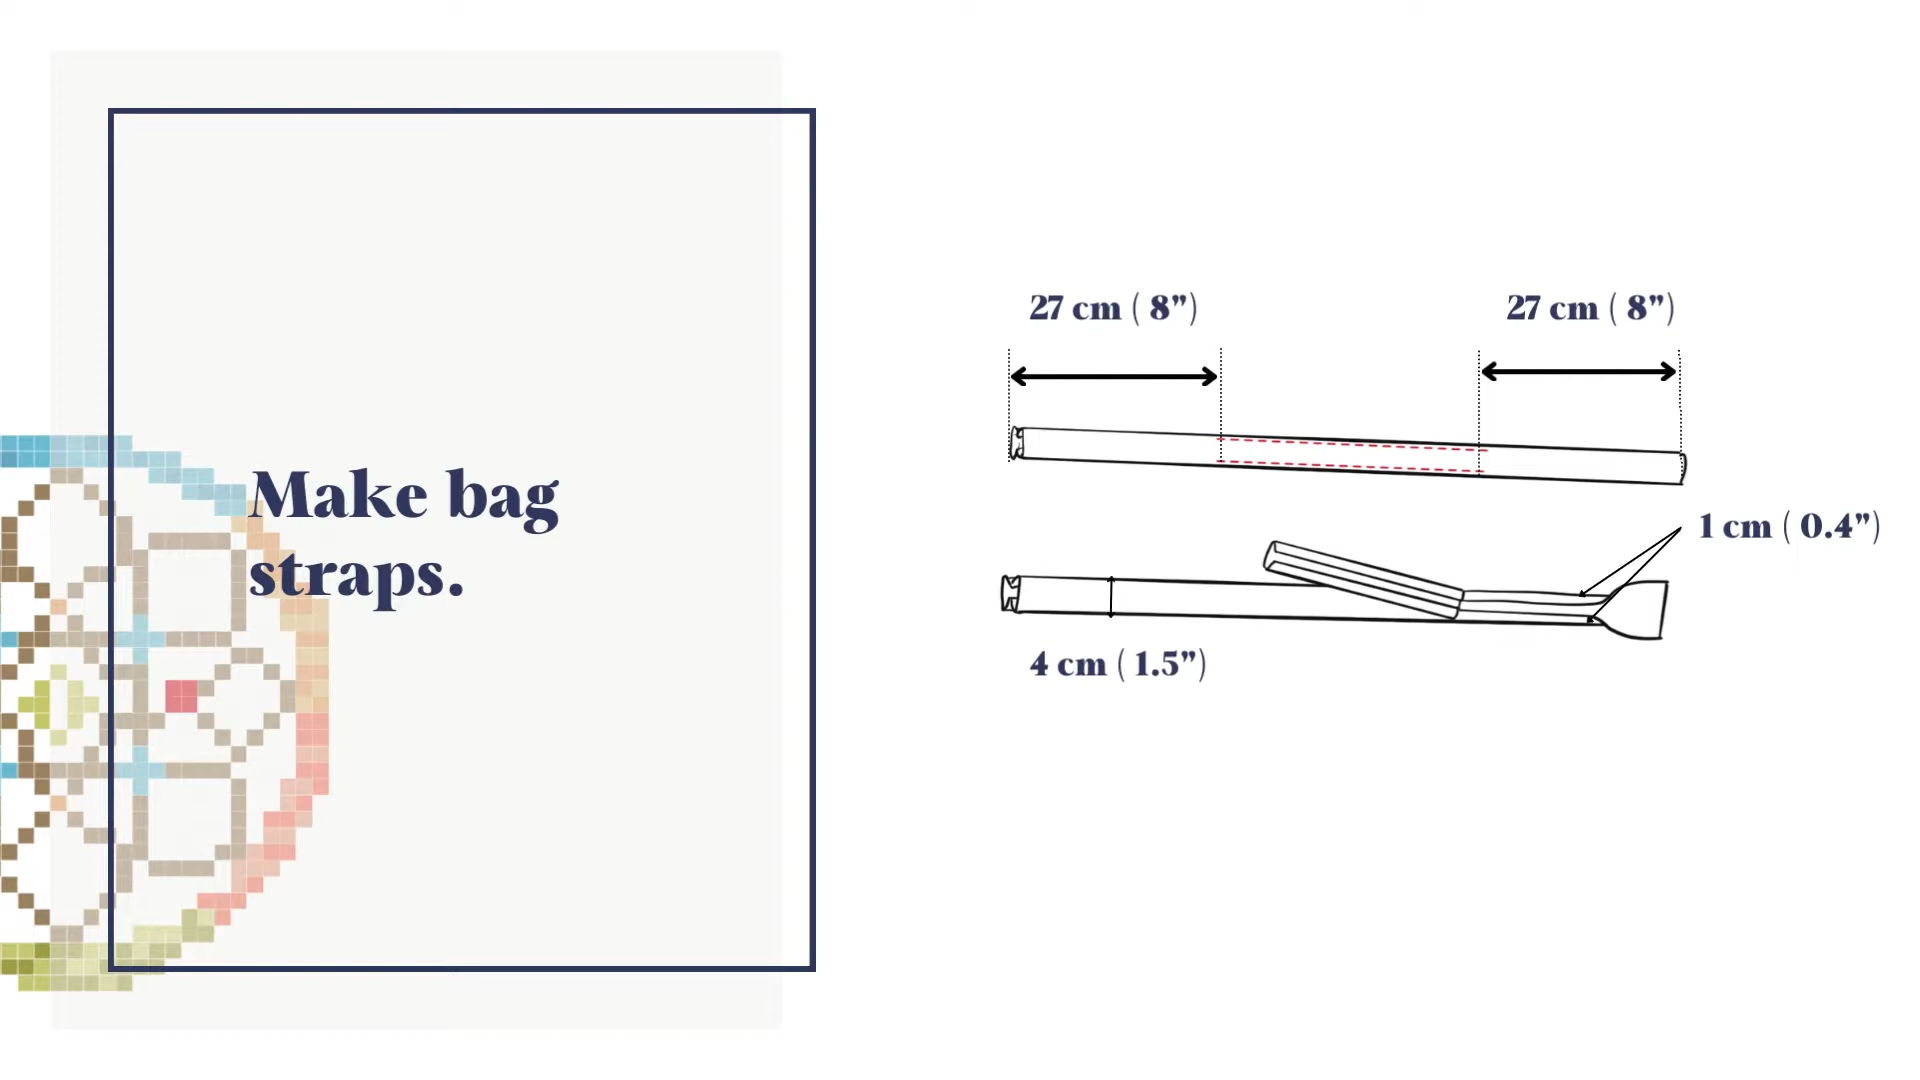 Make bag
straps.
27 cm ( 8”)
27 cm ( 8”)
1 cm ( 0.4”)
4 cm ( 1.5”)